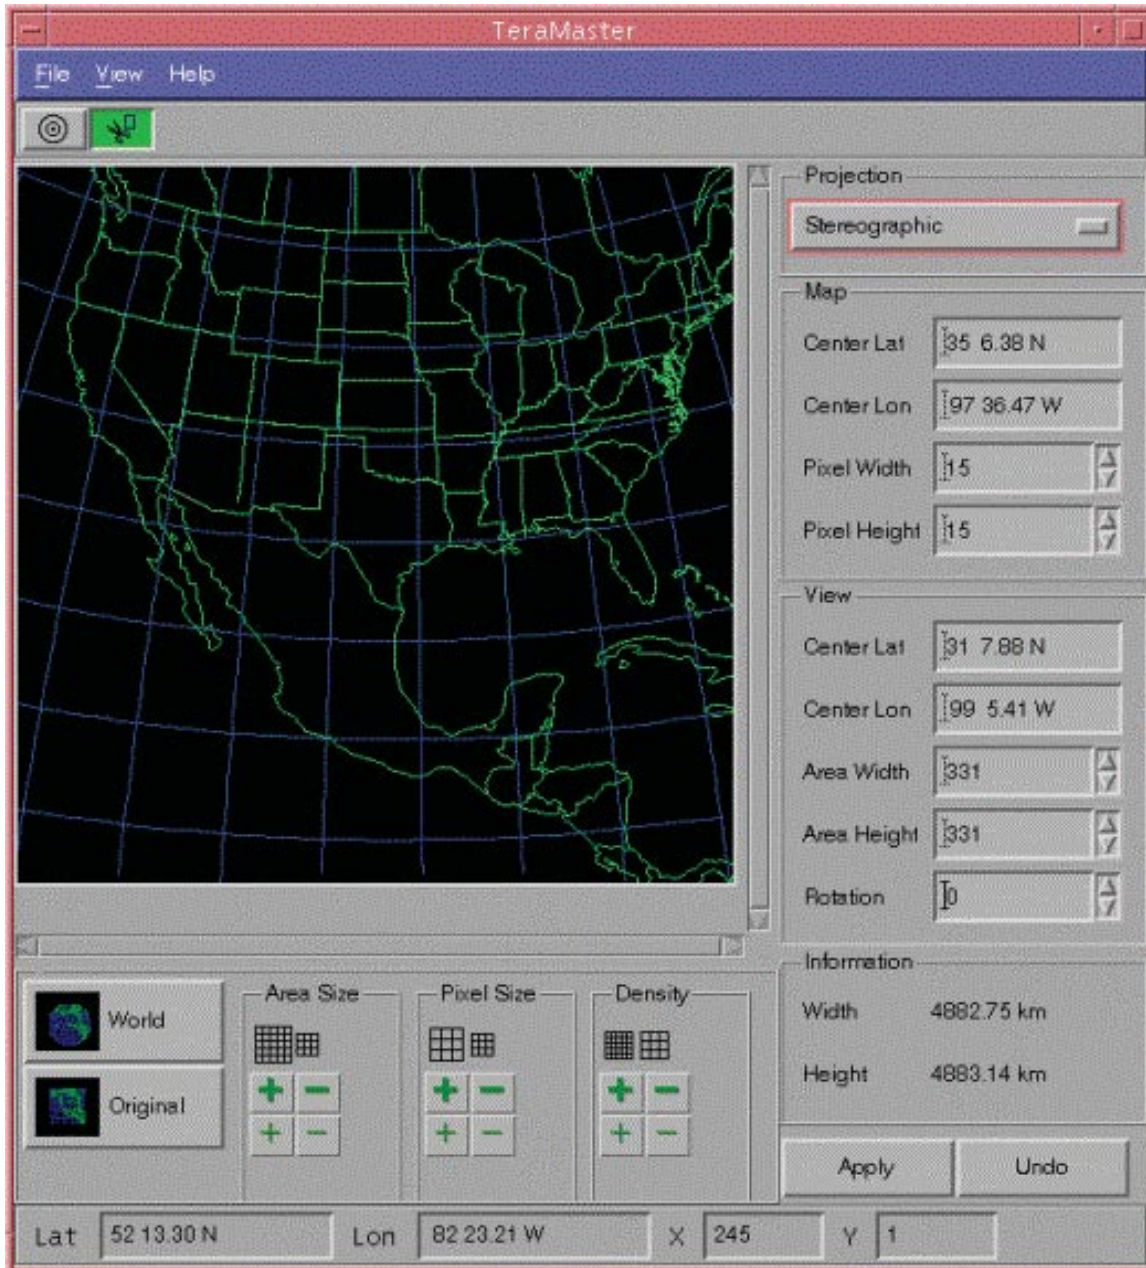 TeraMaster
File View Help
Projection
Stereographic
Map
Center Lat 35 6.38 N
Center Lon 97 36.47 W
Pixel Width 15
Pixel Height 15
View
Center Lat 31 7.88 N
Center Lon 99 5.41 W
Area Width 331
Area Height 331
Rotation 0
Information
Width 4882.75 km
Height 4883.14 km
World
Original
Area Size
Pixel Size
Density
Apply Undo
Lat 52 13.30 N Lon 82 23.21 W X 245 Y 1